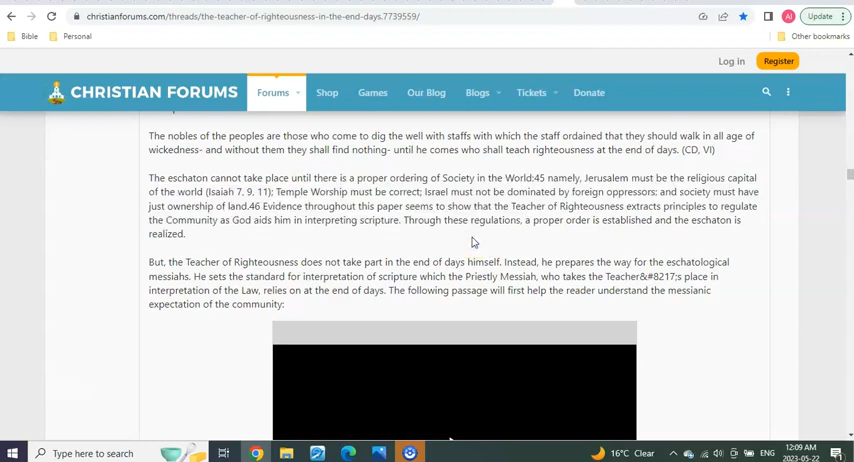 christianforums.com/threads/the-teacher-of-righteousness-in-the-end-days.7739559/
AI
Update
Bible
Personal
Other bookmarks
Log in
Register
CHRISTIAN FORUMS
Forums
Shop
Games
Our Blog
Blogs
Tickets
Donate
The nobles of the peoples are those who come to dig the well with staffs with which the staff ordained that they should walk in all age of
wickedness- and without them they shall find nothing- until he comes who shall teach righteousness at the end of days. (CD, VI)
The eschaton cannot take place until there is a proper ordering of Society in the World:45 namely, Jerusalem must be the religious capital
of the world (Isaiah 7, 9, 11); Temple Worship must be correct; Israel must not be dominated by foreign oppressors; and society must have
just ownership of land.46 Evidence throughout this paper seems to show that the Teacher of Righteousness extracts principles to regulate
the Community as God aids him in interpreting scripture. Through these regulations, a proper order is established and the eschaton is
realized.
But, the Teacher of Righteousness does not take part in the end of days himself. Instead, he prepares the way for the eschatological
messiahs. He sets the standard for interpretation of scripture which the Priestly Messiah, who takes the Teacher&#8217;s place in
interpretation of the Law, relies on at the end of days. The following passage will first help the reader understand the messianic
expectation of the community:
Type here to search
16°C Clear
ENG
12:09 AM
2023-05-22